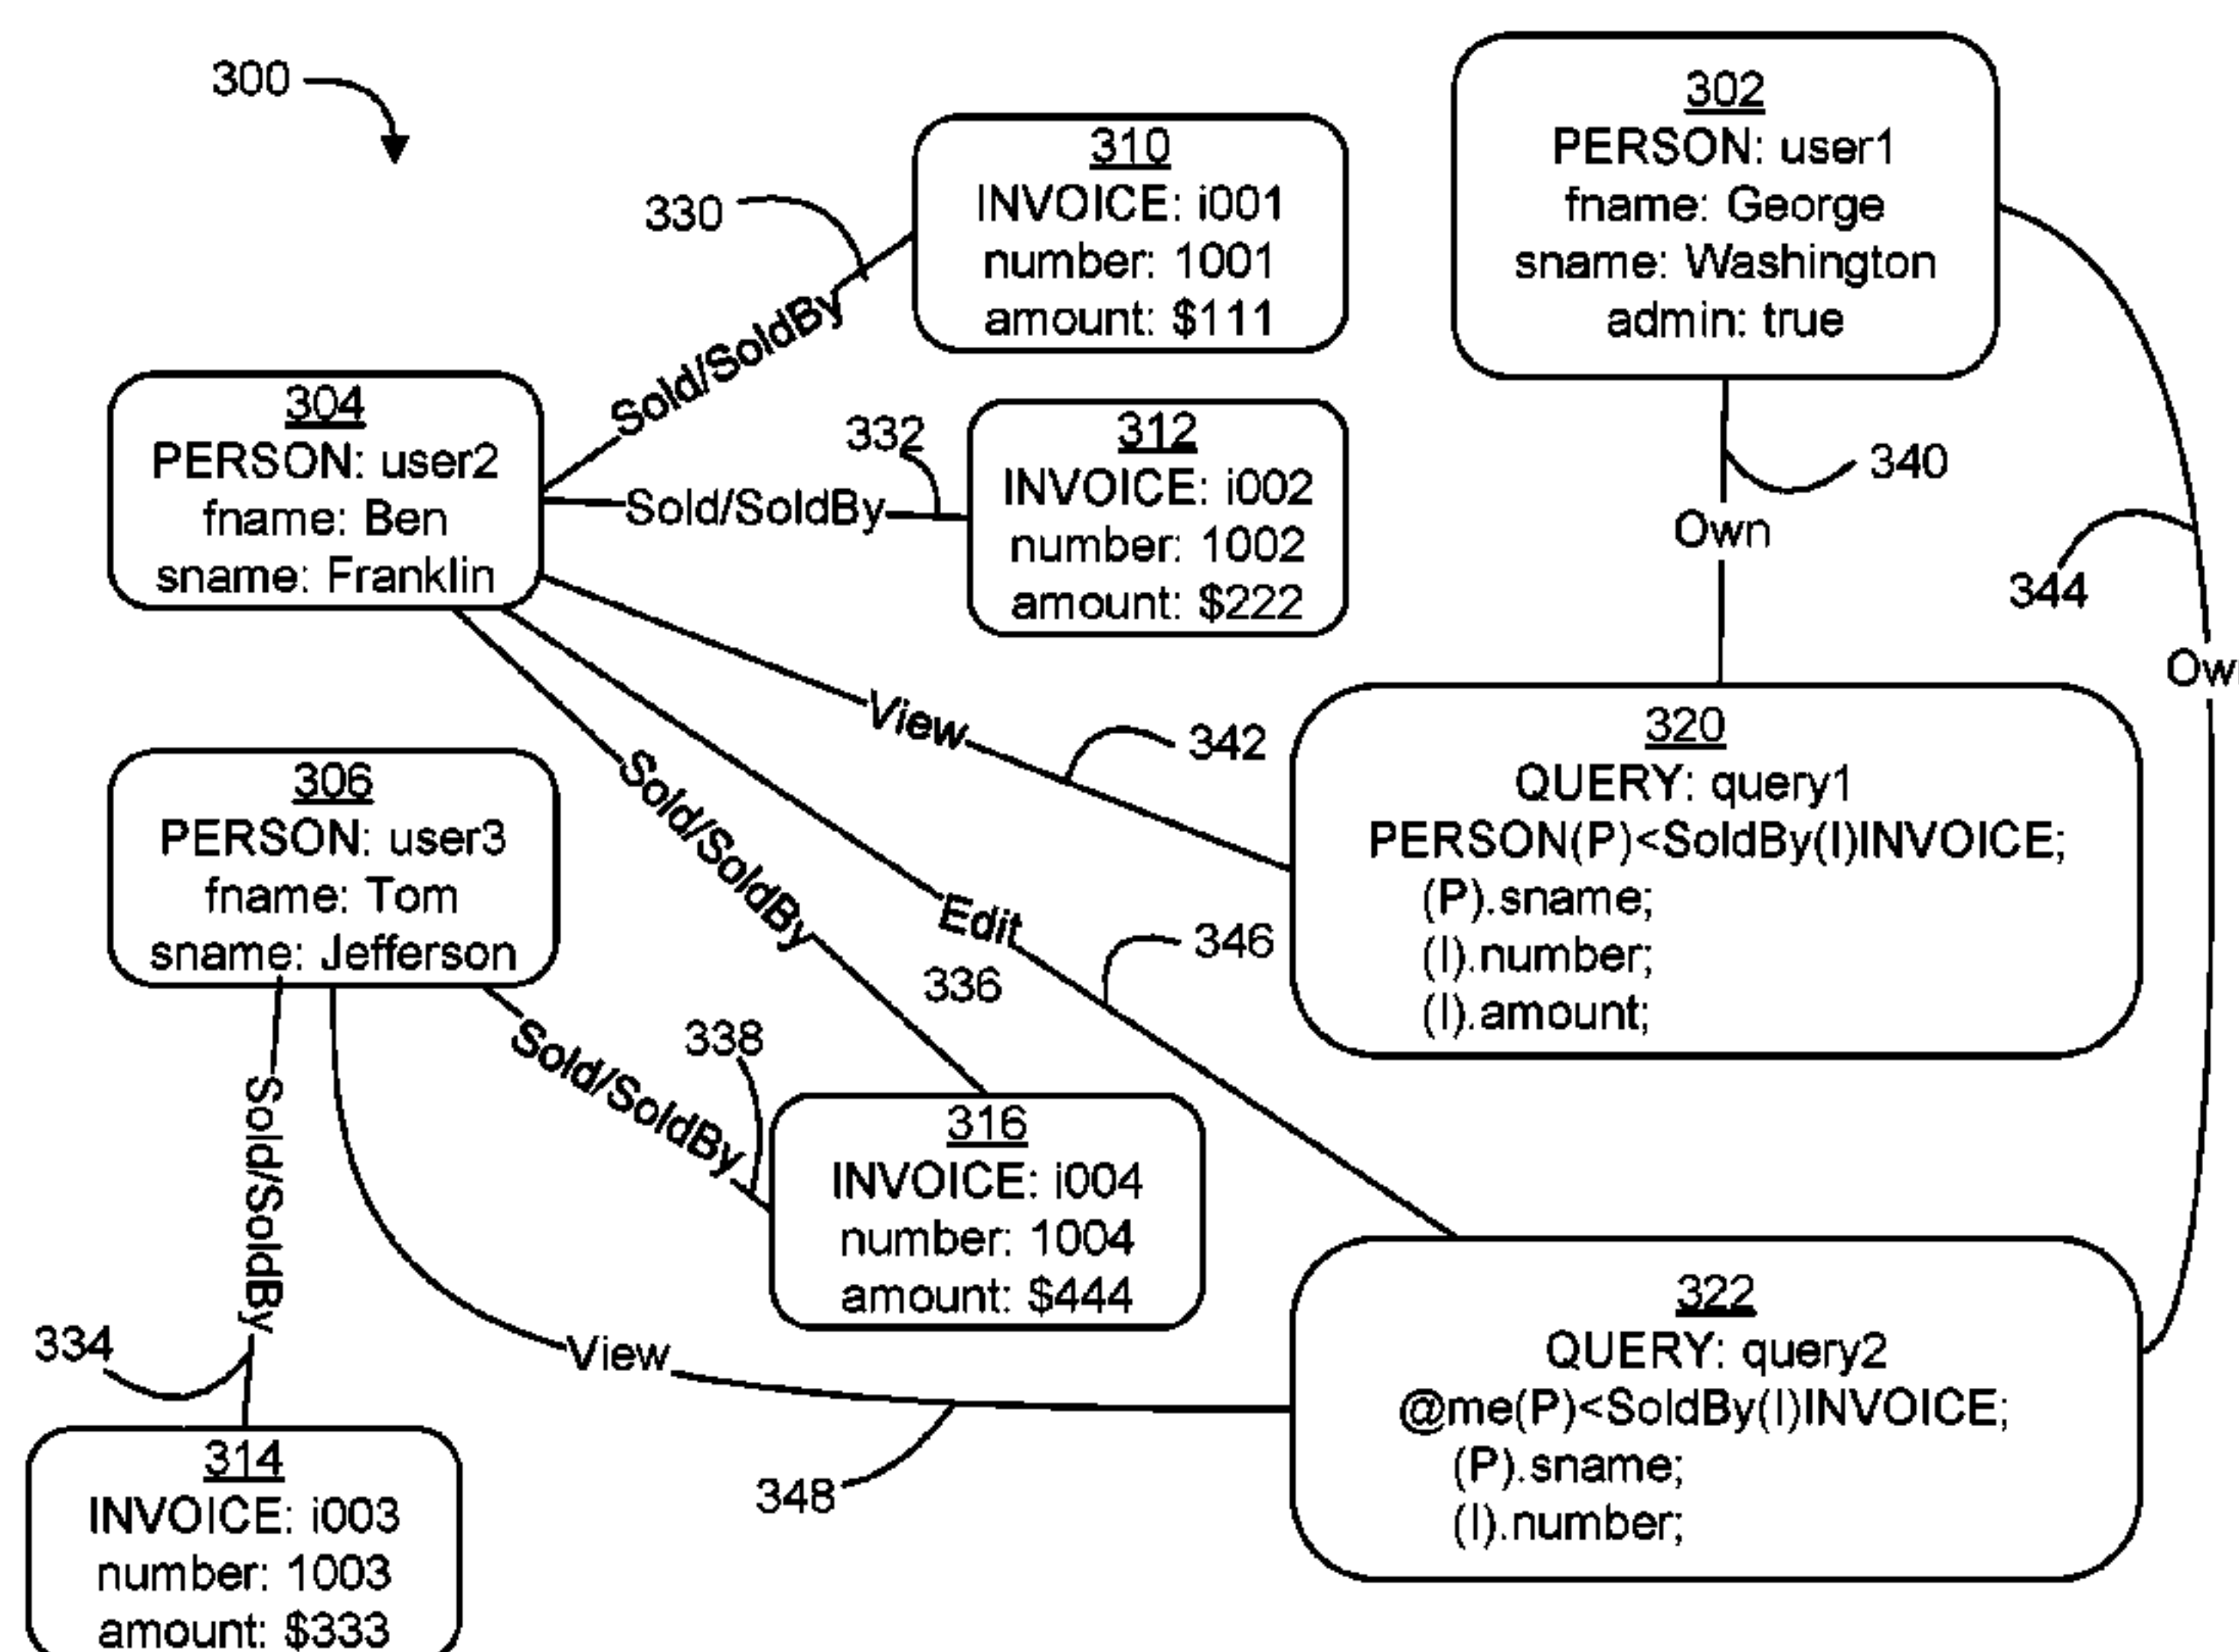 300
302
PERSON: user1
fname: George
sname: Washington
admin: true
310
INVOICE: i001
number: 1001
amount: $111
330
Sold/SoldBy
304
PERSON: user2
fname: Ben
sname: Franklin
332
Sold/SoldBy
312
INVOICE: i002
number: 1002
amount: $222
340
Own
344
Ow
View
342
320
QUERY: query1
PERSON(P)<SoldBy(I)INVOICE;
(P).sname;
(I).number;
(I).amount;
306
PERSON: user3
fname: Tom
sname: Jefferson
Sold/SoldBy
336
Edit
346
Sold/SoldBy
338
316
INVOICE: i004
number: 1004
amount: $444
Sold/SoldBy
334
View
348
322
QUERY: query2
@me(P)<SoldBy(I)INVOICE;
(P).sname;
(I).number;
314
INVOICE: i003
number: 1003
amount: $333